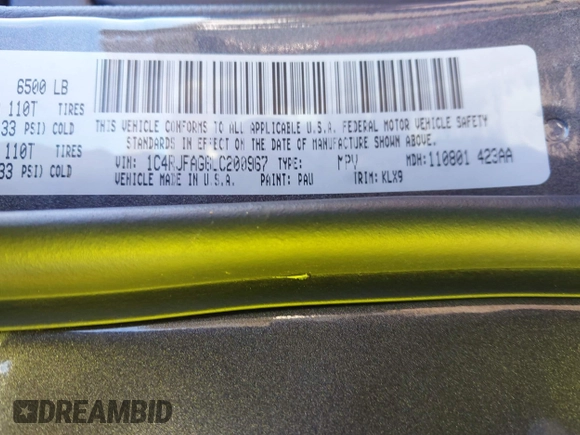 6500 LB
110T TIRES
33 PSI) COLD
110T TIRES
33 PSI) COLD
THIS VEHICLE CONFORMS TO ALL APPLICABLE U.S.A. FEDERAL MOTOR VEHICLE SAFETY
STANDARDS IN EFFECT ON THE DATE OF MANUFACTURE SHOWN ABOVE.
VIN: 1C4RJFAG6LC200967 TYPE: MPV MDH: 110801 423AA
VEHICLE MADE IN U.S.A. PAINT: PAU TRIM: KLX9
DREAMBID